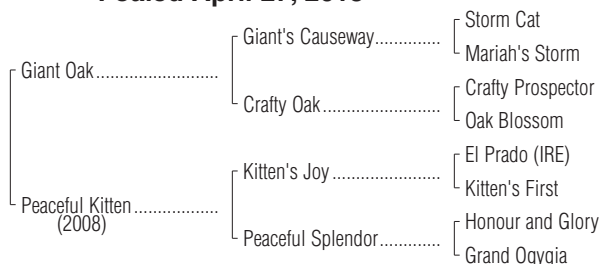 Storm Cat
Giant's Causeway
Mariah's Storm
Giant Oak
Crafty Prospector
Crafty Oak
Oak Blossom
El Prado (IRE)
Kitten's Joy
Kitten's First
Peaceful Kitten
(2008)
Honour and Glory
Peaceful Splendor
Grand Ogygia